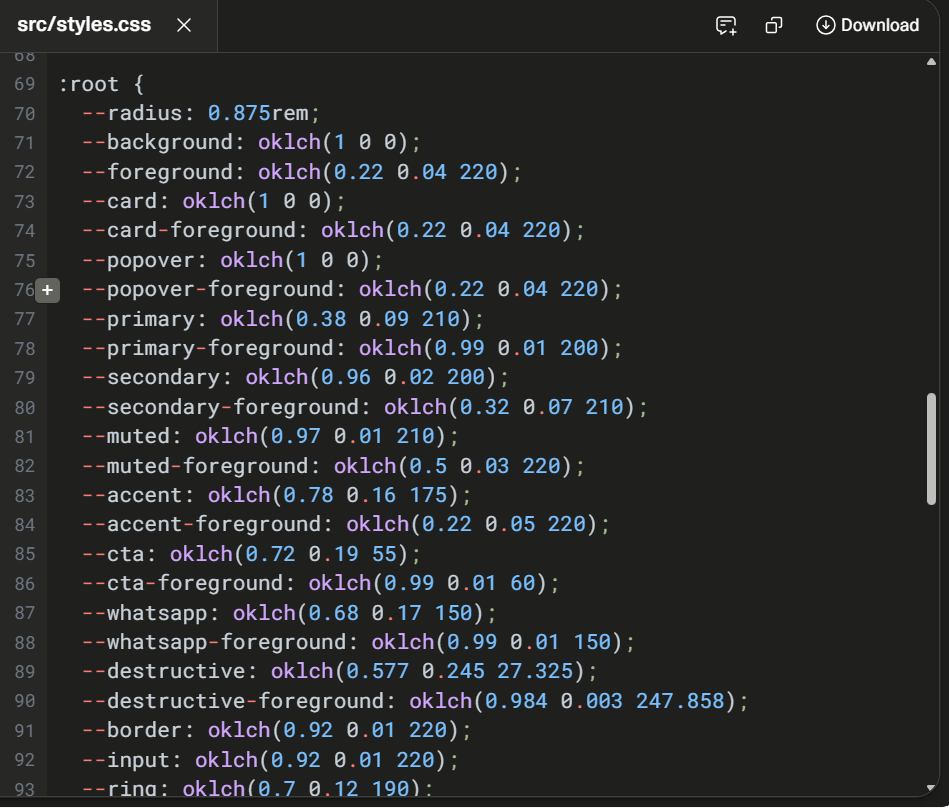 src/styles.css
Download
68
69 :root {
70 --radius: 0.875rem;
71 --background: oklch(1 0 0);
72 --foreground: oklch(0.22 0.04 220);
73 --card: oklch(1 0 0);
74 --card-foreground: oklch(0.22 0.04 220);
75 --popover: oklch(1 0 0);
76 --popover-foreground: oklch(0.22 0.04 220);
77 --primary: oklch(0.38 0.09 210);
78 --primary-foreground: oklch(0.99 0.01 200);
79 --secondary: oklch(0.96 0.02 200);
80 --secondary-foreground: oklch(0.32 0.07 210);
81 --muted: oklch(0.97 0.01 210);
82 --muted-foreground: oklch(0.5 0.03 220);
83 --accent: oklch(0.78 0.16 175);
84 --accent-foreground: oklch(0.22 0.05 220);
85 --cta: oklch(0.72 0.19 55);
86 --cta-foreground: oklch(0.99 0.01 60);
87 --whatsapp: oklch(0.68 0.17 150);
88 --whatsapp-foreground: oklch(0.99 0.01 150);
89 --destructive: oklch(0.577 0.245 27.325);
90 --destructive-foreground: oklch(0.984 0.003 247.858);
91 --border: oklch(0.92 0.01 220);
92 --input: oklch(0.92 0.01 220);
93 --ring: oklch(0.7 0.12 190);